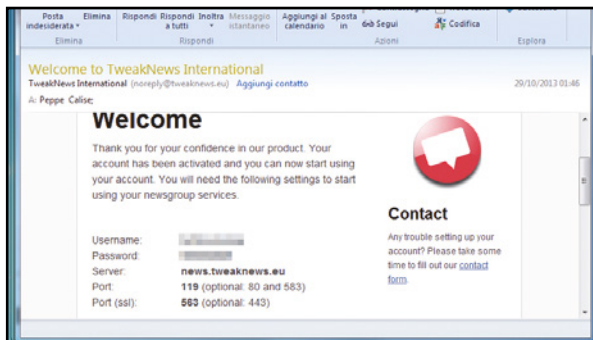 Posta indesiderata
Elimina
Rispondi
Rispondi a tutti
Inoltra
Messaggio istantaneo
Aggiungi al calendario
Sposta in
Segui
Codifica
Elimina
Rispondi
Azioni
Esplora
Welcome to TweakNews International
TweakNews International (noreply@tweaknews.eu) Aggiungi contatto
29/10/2013 01:46
A: Peppe Calise;
Welcome
Thank you for your confidence in our product. Your
account has been activated and you can now start using
your account. You will need the following settings to start
using your newsgroup services.
Username:
Password:
Server: news.tweaknews.eu
Port: 119 (optional: 80 and 583)
Port (ssl): 563 (optional: 443)
Contact
Any trouble setting up your
account? Please take some
time to fill out our contact
form.